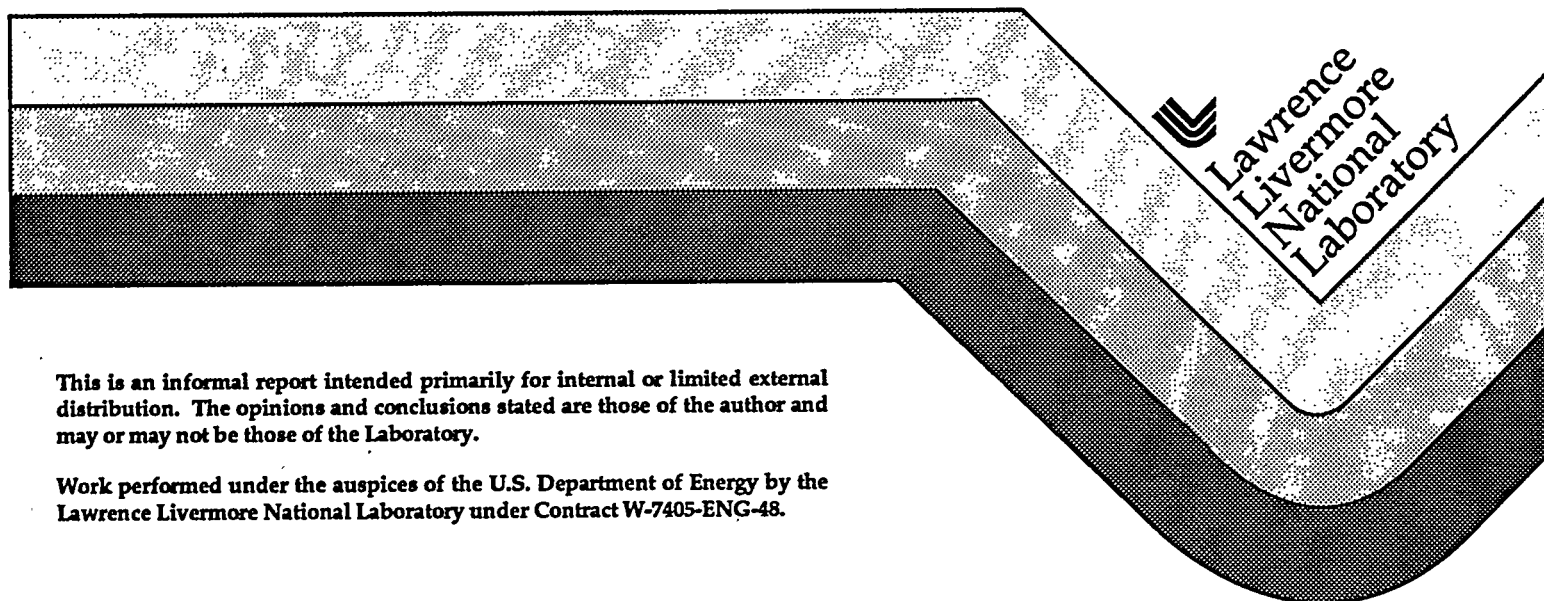 Lawrence
Livermore
National
Laboratory
This is an informal report intended primarily for internal or limited external
distribution. The opinions and conclusions stated are those of the author and
may or may not be those of the Laboratory.
Work performed under the auspices of the U.S. Department of Energy by the
Lawrence Livermore National Laboratory under Contract W-7405-ENG-48.